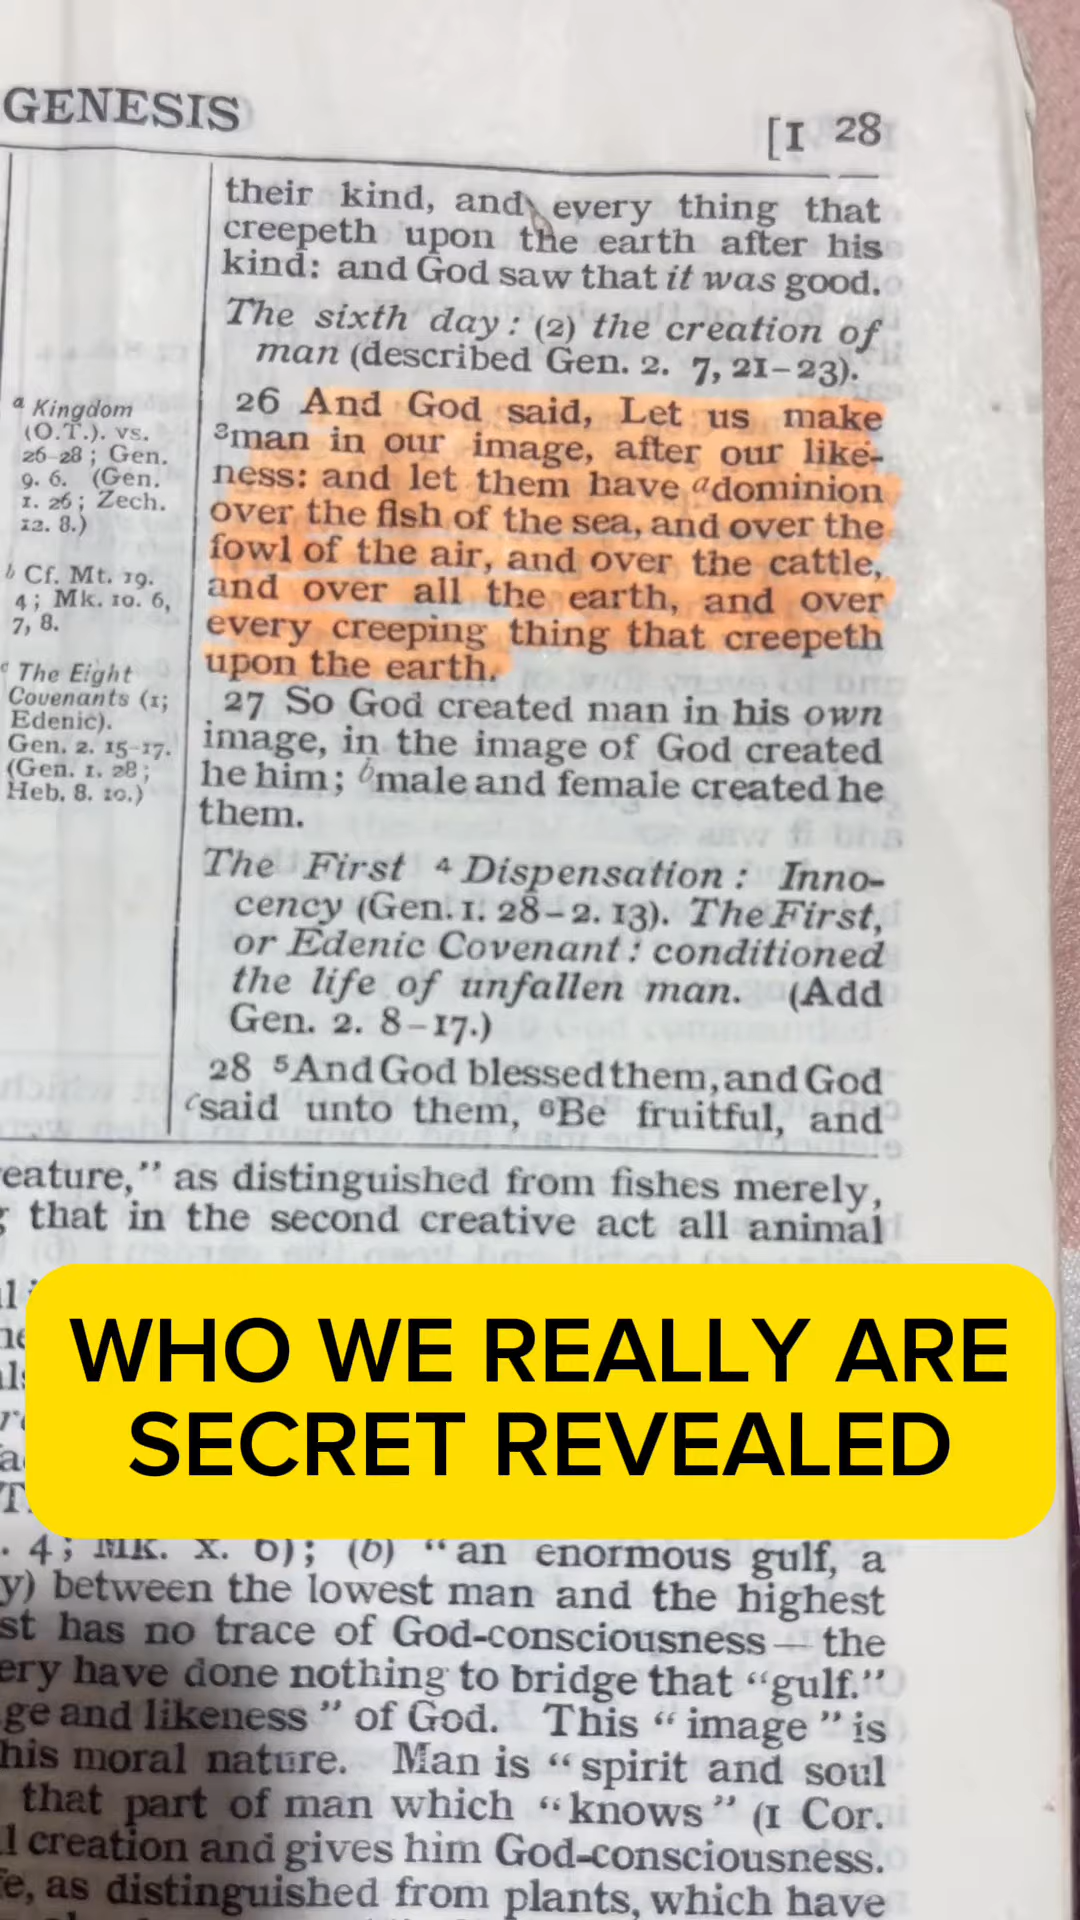 GENESIS
[I 28
their kind, and every thing that
creepeth upon the earth after his
kind: and God saw that it was good.
The sixth day: (2) the creation of
man (described Gen. 2. 7, 21–23).
26 And God said, Let us make
³man in our image, after our like-
ness: and let them have ᵃdominion
over the fish of the sea, and over the
fowl of the air, and over the cattle,
and over all the earth, and over
every creeping thing that creepeth
upon the earth.
27 So God created man in his own
image, in the image of God created
he him; ᵇmale and female created he
them.
The First ⁴ Dispensation: Inno-
cency (Gen. 1. 28–2. 13). The First,
or Edenic Covenant: conditioned
the life of unfallen man. (Add
Gen. 2. 8–17.)
28 ⁵And God blessed them, and God
ᶜsaid unto them, ⁶Be fruitful, and
ᵃ Kingdom
(O.T.). vs.
26-28; Gen.
9. 6. (Gen.
1. 26; Zech.
12. 8.)
ᵇ Cf. Mt. 19.
4; Mk. 10. 6,
7, 8.
ᶜ The Eight
Covenants (1;
Edenic).
Gen. 2. 15-17.
(Gen. 1. 28;
Heb. 8. 10.)
eature," as distinguished from fishes merely,
that in the second creative act all animal
WHO WE REALLY ARE
SECRET REVEALED
. 4; Mk. x. 6); (b) "an enormous gulf, a
y) between the lowest man and the highest
st has no trace of God-consciousness—the
ery have done nothing to bridge that "gulf."
ge and likeness" of God. This "image" is
his moral nature. Man is "spirit and soul
that part of man which "knows" (1 Cor.
l creation and gives him God-consciousness.
fe, as distinguished from plants, which have